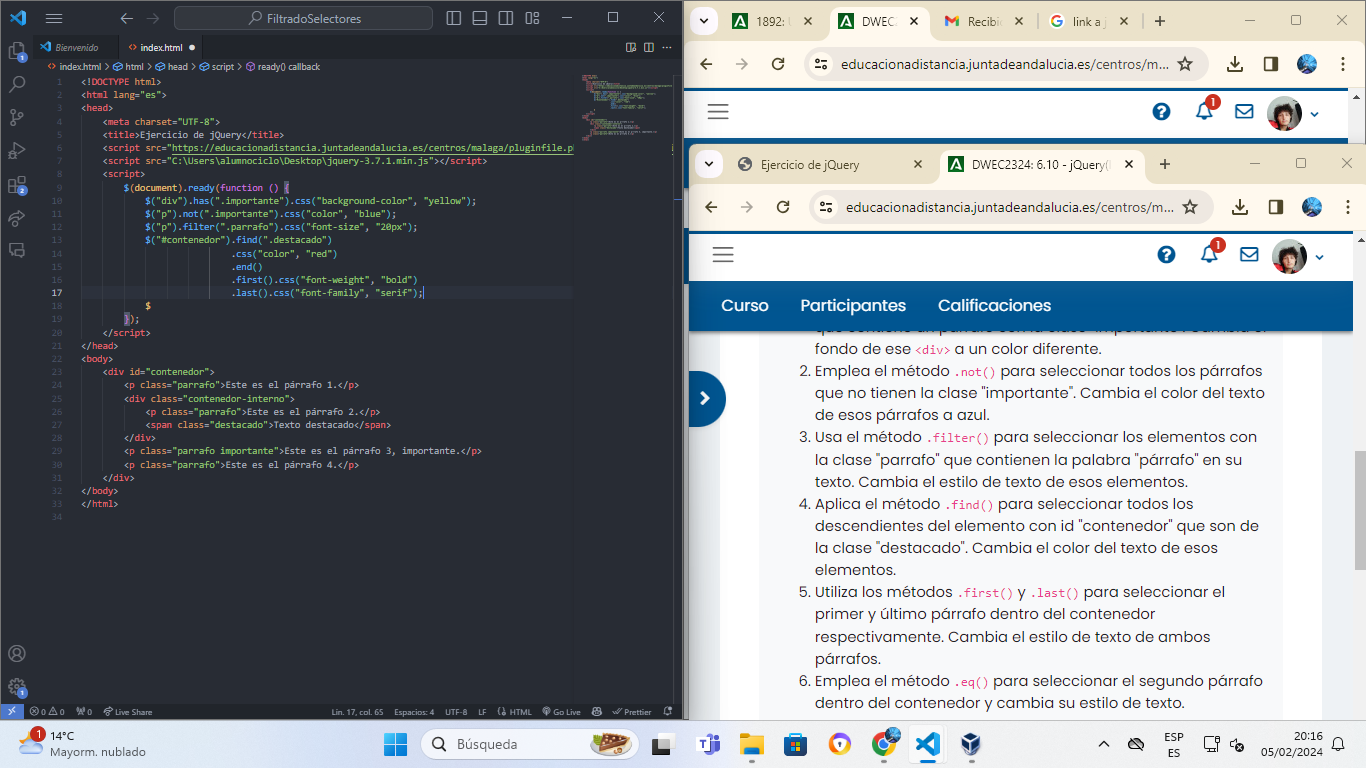 FiltradoSelectores
Bienvenido
index.html
index.html > html > head > script > ready() callback
1 <!DOCTYPE html>
2 <html lang="es">
3 <head>
4 <meta charset="UTF-8">
5 <title>Ejercicio de jQuery</title>
6 <script src="https://educacionadistancia.juntadeandalucia.es/centros/malaga/pluginfile.p
7 <script src="C:\Users\alumnociclo\Desktop\jquery-3.7.1.min.js"></script>
8 <script>
9 $(document).ready(function () {
10 $("div").has(".importante").css("background-color", "yellow");
11 $("p").not(".importante").css("color", "blue");
12 $("p").filter(".parrafo").css("font-size", "20px");
13 $("#contenedor").find(".destacado")
14 .css("color", "red")
15 .end()
16 .first().css("font-weight", "bold")
17 .last().css("font-family", "serif");
18 $
19 });
20 </script>
21 </head>
22 <body>
23 <div id="contenedor">
24 <p class="parrafo">Este es el párrafo 1.</p>
25 <div class="contenedor-interno">
26 <p class="parrafo">Este es el párrafo 2.</p>
27 <span class="destacado">Texto destacado</span>
28 </div>
29 <p class="parrafo importante">Este es el párrafo 3, importante.</p>
30 <p class="parrafo">Este es el párrafo 4.</p>
31 </div>
32 </body>
33 </html>
34
1
2
1
0 0 0 Live Share
Lín. 17, col. 65 Espacios: 4 UTF-8 LF HTML Go Live Prettier
1892: DWEC2 Recibi link a j
educacionadistancia.juntadeandalucia.es/centros/m...
1
Ejercicio de jQuery
DWEC2324: 6.10 - jQuery(
educacionadistancia.juntadeandalucia.es/centros/m...
1
Curso Participantes Calificaciones
fondo de ese <div> a un color diferente.
2. Emplea el método .not() para seleccionar todos los párrafos
que no tienen la clase "importante". Cambia el color del texto
de esos párrafos a azul.
3. Usa el método .filter() para seleccionar los elementos con
la clase "parrafo" que contienen la palabra "párrafo" en su
texto. Cambia el estilo de texto de esos elementos.
4. Aplica el método .find() para seleccionar todos los
descendientes del elemento con id "contenedor" que son de
la clase "destacado". Cambia el color del texto de esos
elementos.
5. Utiliza los métodos .first() y .last() para seleccionar el
primer y último párrafo dentro del contenedor
respectivamente. Cambia el estilo de texto de ambos
párrafos.
6. Emplea el método .eq() para seleccionar el segundo párrafo
dentro del contenedor y cambia su estilo de texto.
1
14°C
Mayorm. nublado
Búsqueda
ESP
ES
20:16
05/02/2024